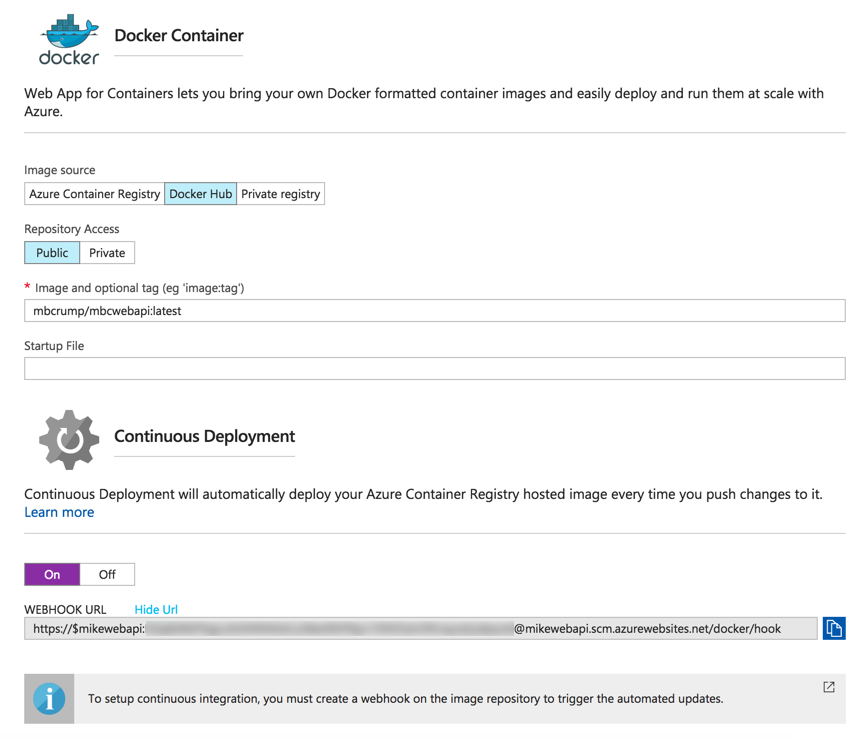 docker
Docker Container
Web App for Containers lets you bring your own Docker formatted container images and easily deploy and run them at scale with
Azure.
Image source
Azure Container Registry Docker Hub Private registry
Repository Access
Public Private
* Image and optional tag (eg 'image:tag')
mbcrump/mbcwebapi:latest
Startup File
Continuous Deployment
Continuous Deployment will automatically deploy your Azure Container Registry hosted image every time you push changes to it.
Learn more
On Off
WEBHOOK URL Hide Url
https://$mikewebapi: @mikewebapi.scm.azurewebsites.net/docker/hook
To setup continuous integration, you must create a webhook on the image repository to trigger the automated updates.